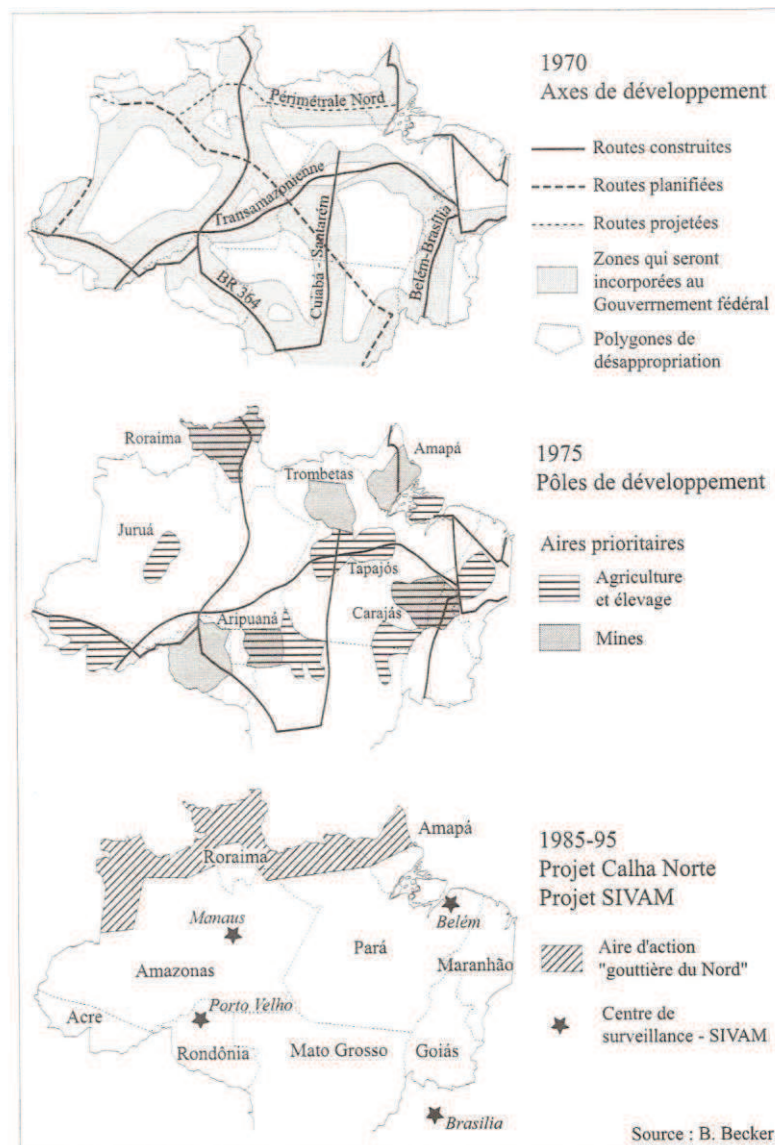 1970
Axes de développement
Périmétrale Nord
Transamazonienne
Cuiabá - Santarém
Belém-Brasília
BR 364
Routes construites
Routes planifiées
Routes projetées
Zones qui seront
incorporées au
Gouvernnement fédéral
Polygones de
désappropriation
1975
Pôles de développement
Roraima
Amapá
Trombetas
Juruá
Tapajós
Aripuaná
Carajás
Aires prioritaires
Agriculture
et élevage
Mines
1985-95
Projet Calha Norte
Projet SIVAM
Amapá
Roraima
Manaus
Belém
Pará
Maranhão
Amazonas
Porto Velho
Acre
Rondônia
Mato Grosso
Goiás
Brasilia
Aire d'action
"gouttière du Nord"
Centre de
surveillance - SIVAM
Source : B. Becker